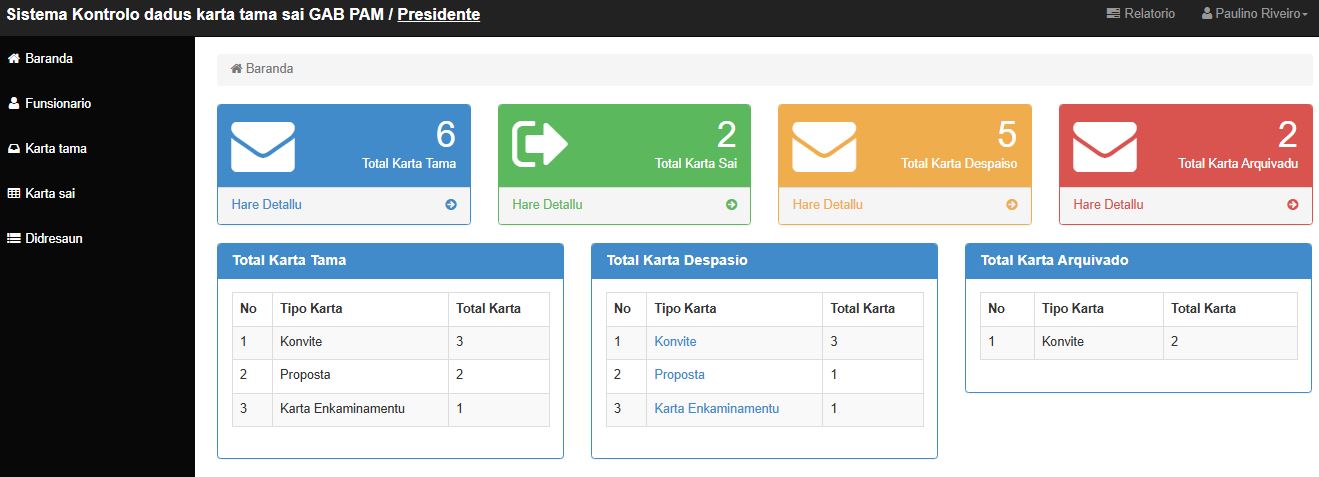 Sistema Kontrolo dadus karta tama sai GAB PAM / Presidente
Relatorio
Paulino Riveiro
Baranda
Funsionario
Karta tama
Karta sai
Didresaun
Baranda
6
Total Karta Tama
Hare Detallu
2
Total Karta Sai
Hare Detallu
5
Total Karta Despaiso
Hare Detallu
2
Total Karta Arquivadu
Hare Detallu
Total Karta Tama
No Tipo Karta Total Karta
1 Konvite 3
2 Proposta 2
3 Karta Enkaminamentu 1
Total Karta Despasio
No Tipo Karta Total Karta
1 Konvite 3
2 Proposta 1
3 Karta Enkaminamentu 1
Total Karta Arquivado
No Tipo Karta Total Karta
1 Konvite 2